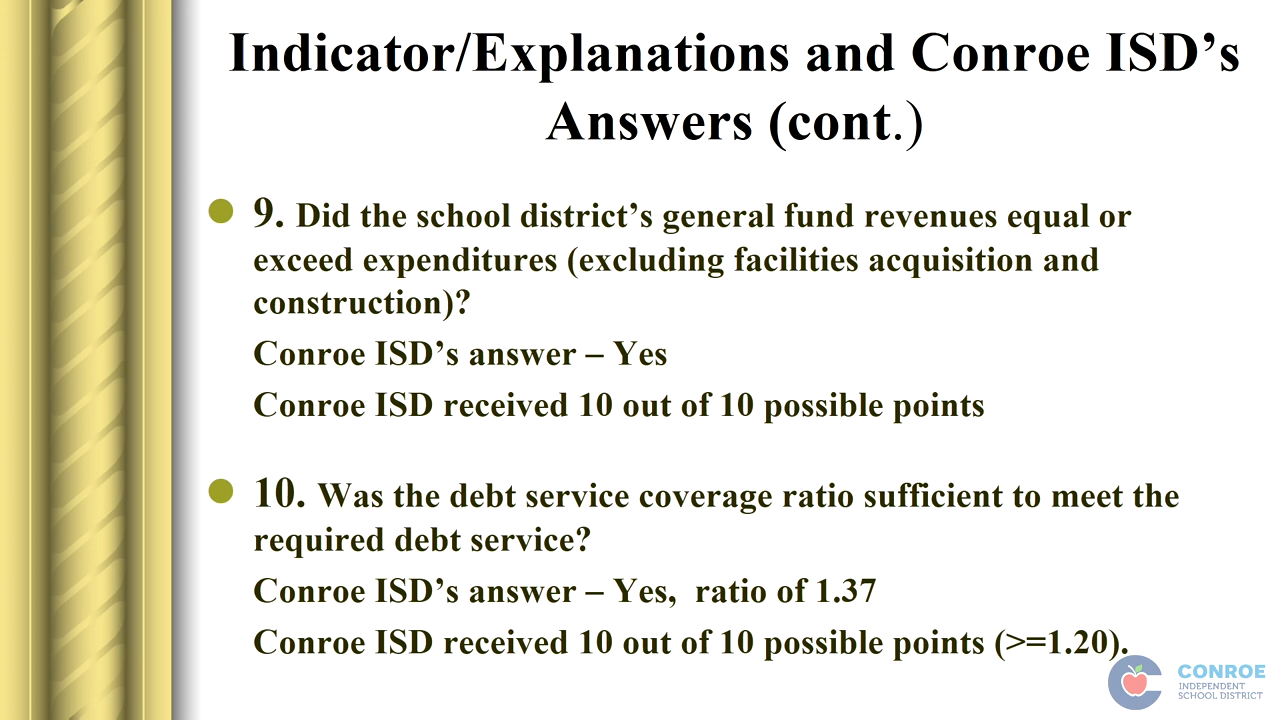 Indicator/Explanations and Conroe ISD’s
Answers (cont.)
9. Did the school district’s general fund revenues equal or
exceed expenditures (excluding facilities acquisition and
construction)?
Conroe ISD’s answer – Yes
Conroe ISD received 10 out of 10 possible points
10. Was the debt service coverage ratio sufficient to meet the
required debt service?
Conroe ISD’s answer – Yes,  ratio of 1.37
Conroe ISD received 10 out of 10 possible points (>=1.20).
CONROE
INDEPENDENT
SCHOOL DISTRICT